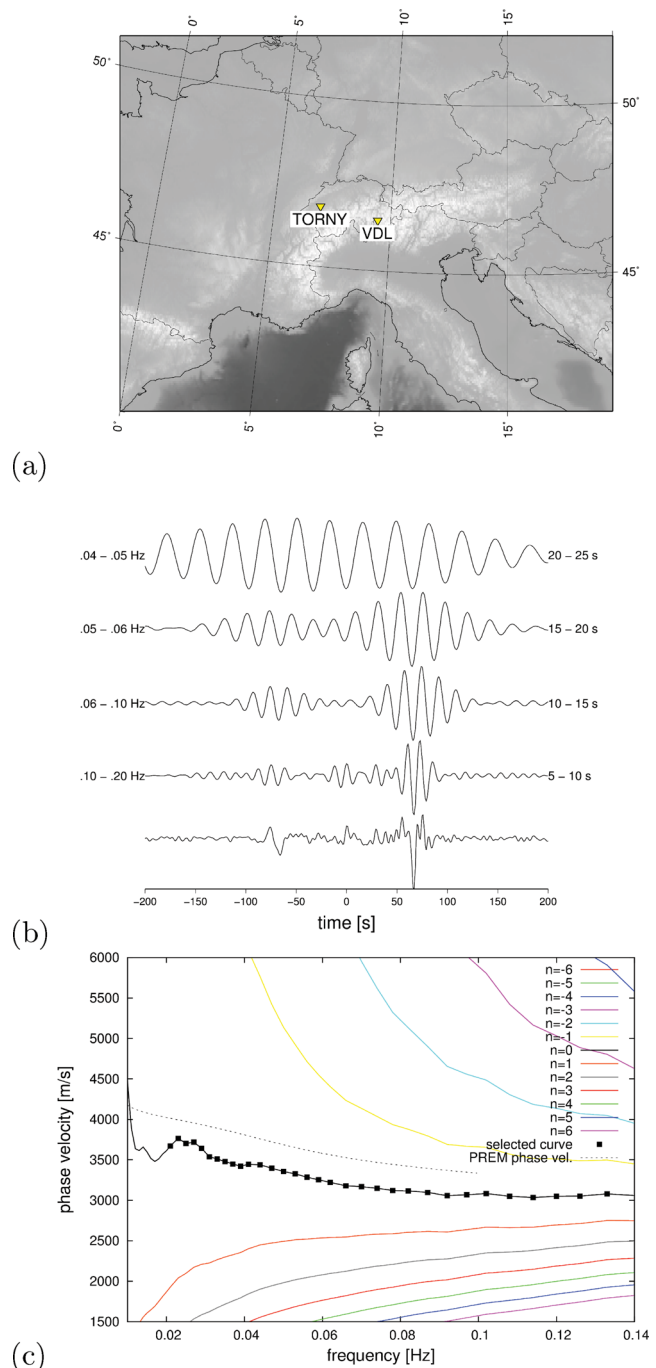 0° 5° 10° 15°
50°
50°
TORNY
VDL
45°
45°
0° 5° 10° 15°
(a)
.04 – .05 Hz 20 – 25 s
.05 – .06 Hz 15 – 20 s
.06 – .10 Hz 10 – 15 s
.10 – .20 Hz 5 – 10 s
−200 −150 −100 −50 0 50 100 150 200
time [s]
(b)
6000
5500
5000
4500
4000
3500
3000
2500
2000
1500
phase velocity [m/s]
n=-6
n=-5
n=-4
n=-3
n=-2
n=-1
n=0
n=1
n=2
n=3
n=4
n=5
n=6
selected curve
PREM phase vel.
0.02 0.04 0.06 0.08 0.1 0.12 0.14
frequency [Hz]
(c)